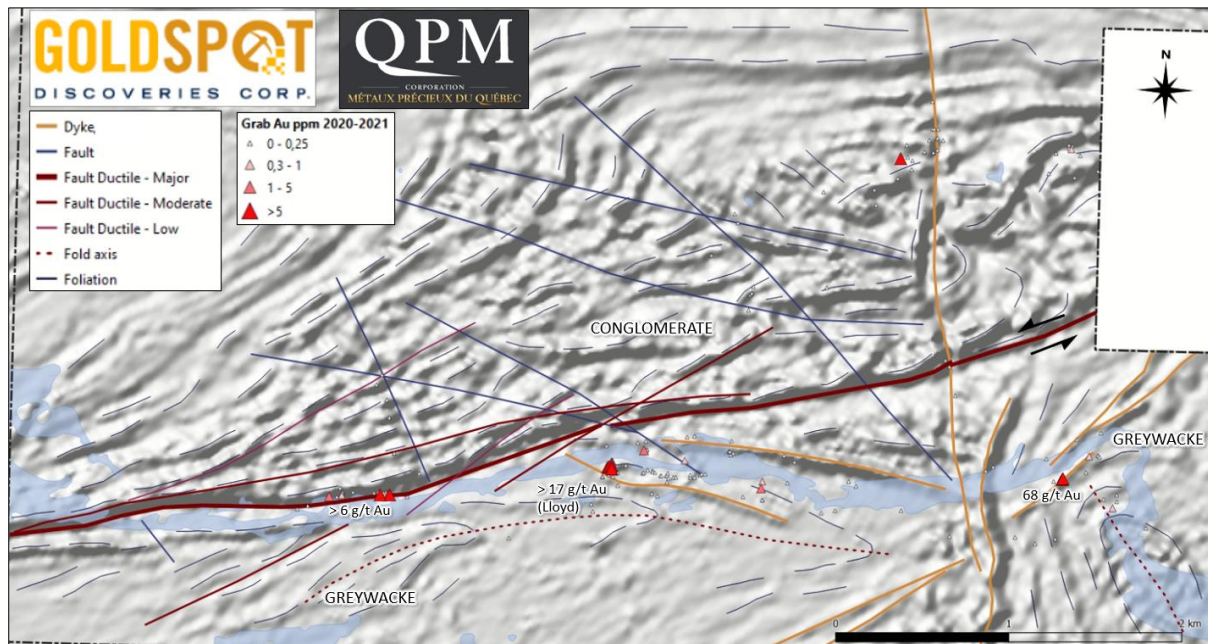 GOLDSPOT
DISCOVERIES CORP.
QPM
CORPORATION
MÉTAUX PRÉCIEUX DU QUÉBEC
N
Dyke,
Fault
Fault Ductile - Major
Fault Ductile - Moderate
Fault Ductile - Low
Fold axis
Foliation
Grab Au ppm 2020-2021
0 - 0,25
0,3 - 1
1 - 5
>5
CONGLOMERATE
GREYWACKE
> 6 g/t Au
> 17 g/t Au
(Lloyd)
68 g/t Au
GREYWACKE
0 1 2 km